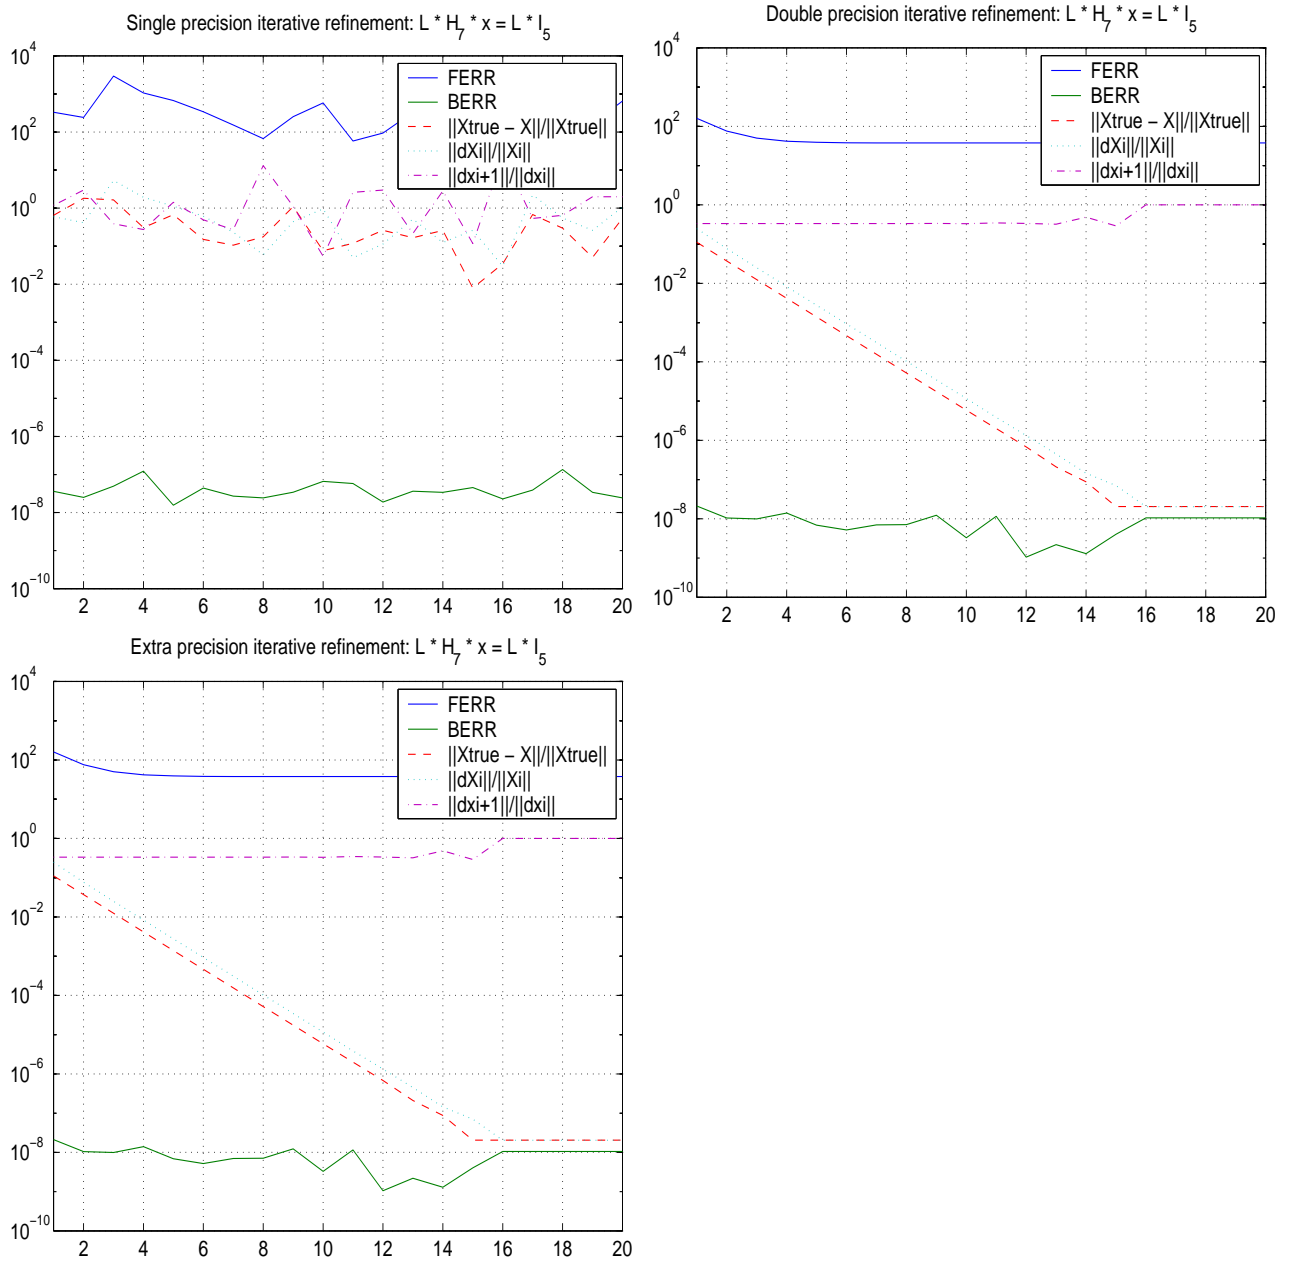 Single precision iterative refinement: L * H_7 * x = L * I_5
10^4
10^2
10^0
10^−2
10^−4
10^−6
10^−8
10^−10
2 4 6 8 10 12 14 16 18 20
FERR
BERR
||Xtrue − X||/||Xtrue||
||dXi||/||Xi||
||dxi+1||/||dxi||
Double precision iterative refinement: L * H_7 * x = L * I_5
10^4
10^2
10^0
10^−2
10^−4
10^−6
10^−8
10^−10
2 4 6 8 10 12 14 16 18 20
FERR
BERR
||Xtrue − X||/||Xtrue||
||dXi||/||Xi||
||dxi+1||/||dxi||
Extra precision iterative refinement: L * H_7 * x = L * I_5
10^4
10^2
10^0
10^−2
10^−4
10^−6
10^−8
10^−10
2 4 6 8 10 12 14 16 18 20
FERR
BERR
||Xtrue − X||/||Xtrue||
||dXi||/||Xi||
||dxi+1||/||dxi||